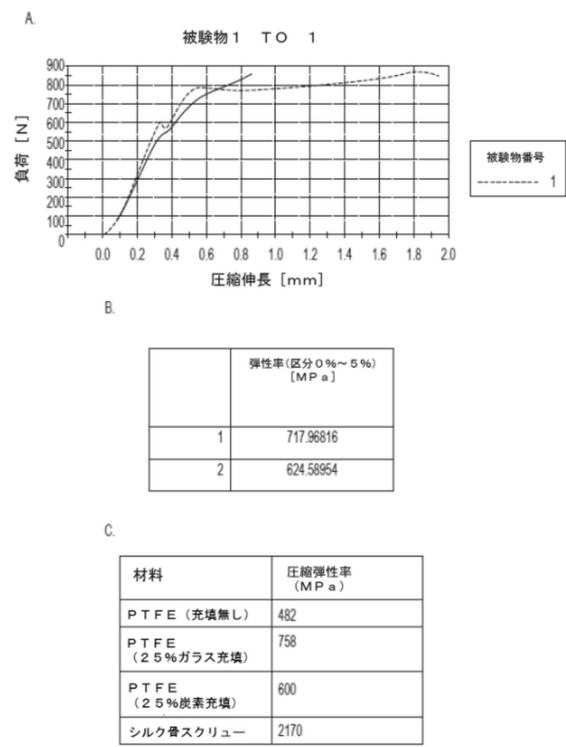 A.
被験物1 TO 1
900
800
700
600
500
400
300
200
100
0
負荷 [N]
0.0 0.2 0.4 0.6 0.8 1.0 1.2 1.4 1.6 1.8 2.0
圧縮伸長 [mm]
被験物番号
1
B.
弾性率(区分0%~5%)
[MPa]
1 717.96816
2 624.58954
C.
材料 圧縮弾性率
(MPa)
PTFE (充填無し) 482
PTFE 758
(25%ガラス充填)
PTFE 600
(25%炭素充填)
シルク骨スクリュー 2170